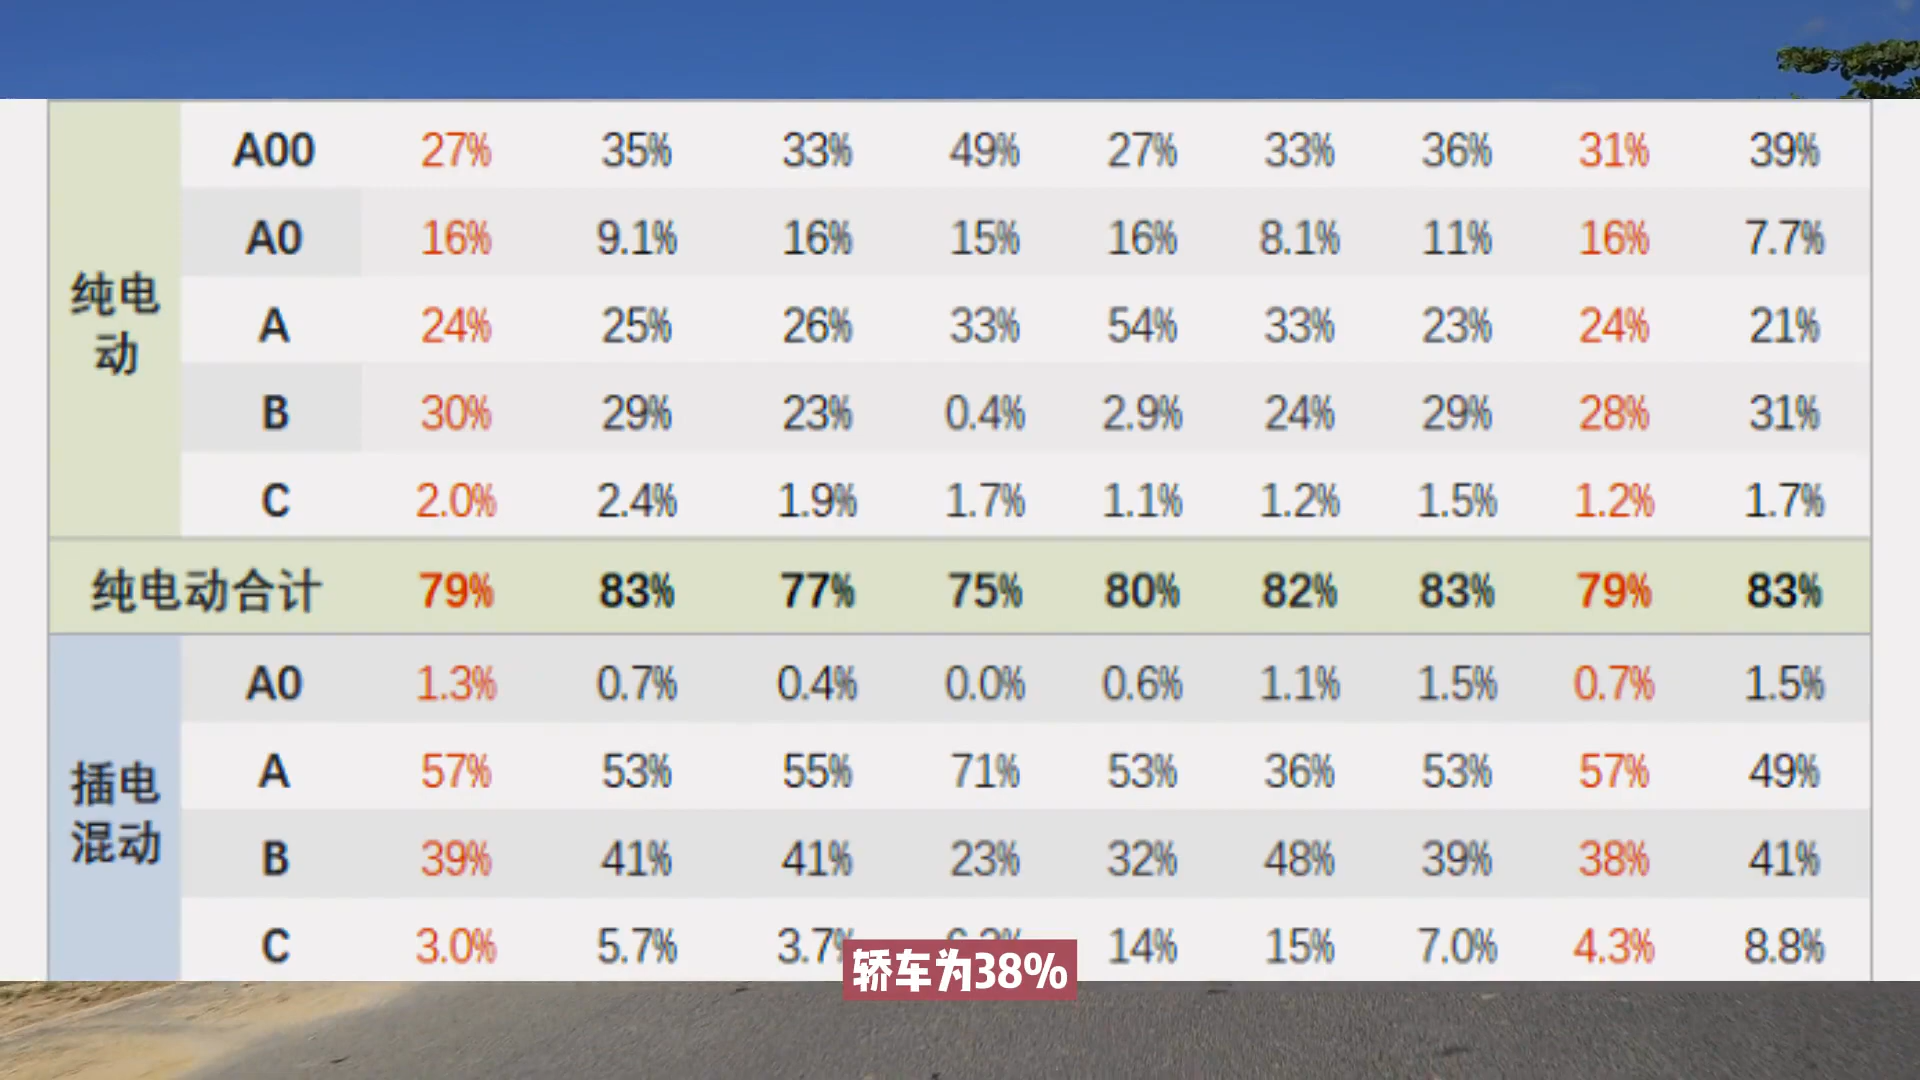 A00 27% 35% 33% 49% 27% 33% 36% 31% 39%
A0 16% 9.1% 16% 15% 16% 8.1% 11% 16% 7.7%
纯电
动
A 24% 25% 26% 33% 54% 33% 23% 24% 21%
B 30% 29% 23% 0.4% 2.9% 24% 29% 28% 31%
C 2.0% 2.4% 1.9% 1.7% 1.1% 1.2% 1.5% 1.2% 1.7%
纯电动合计 79% 83% 77% 75% 80% 82% 83% 79% 83%
A0 1.3% 0.7% 0.4% 0.0% 0.6% 1.1% 1.5% 0.7% 1.5%
插电
混动
A 57% 53% 55% 71% 53% 36% 53% 57% 49%
B 39% 41% 41% 23% 32% 48% 39% 38% 41%
C 3.0% 5.7% 3.7% 14% 15% 7.0% 4.3% 8.8%
轿车为38%